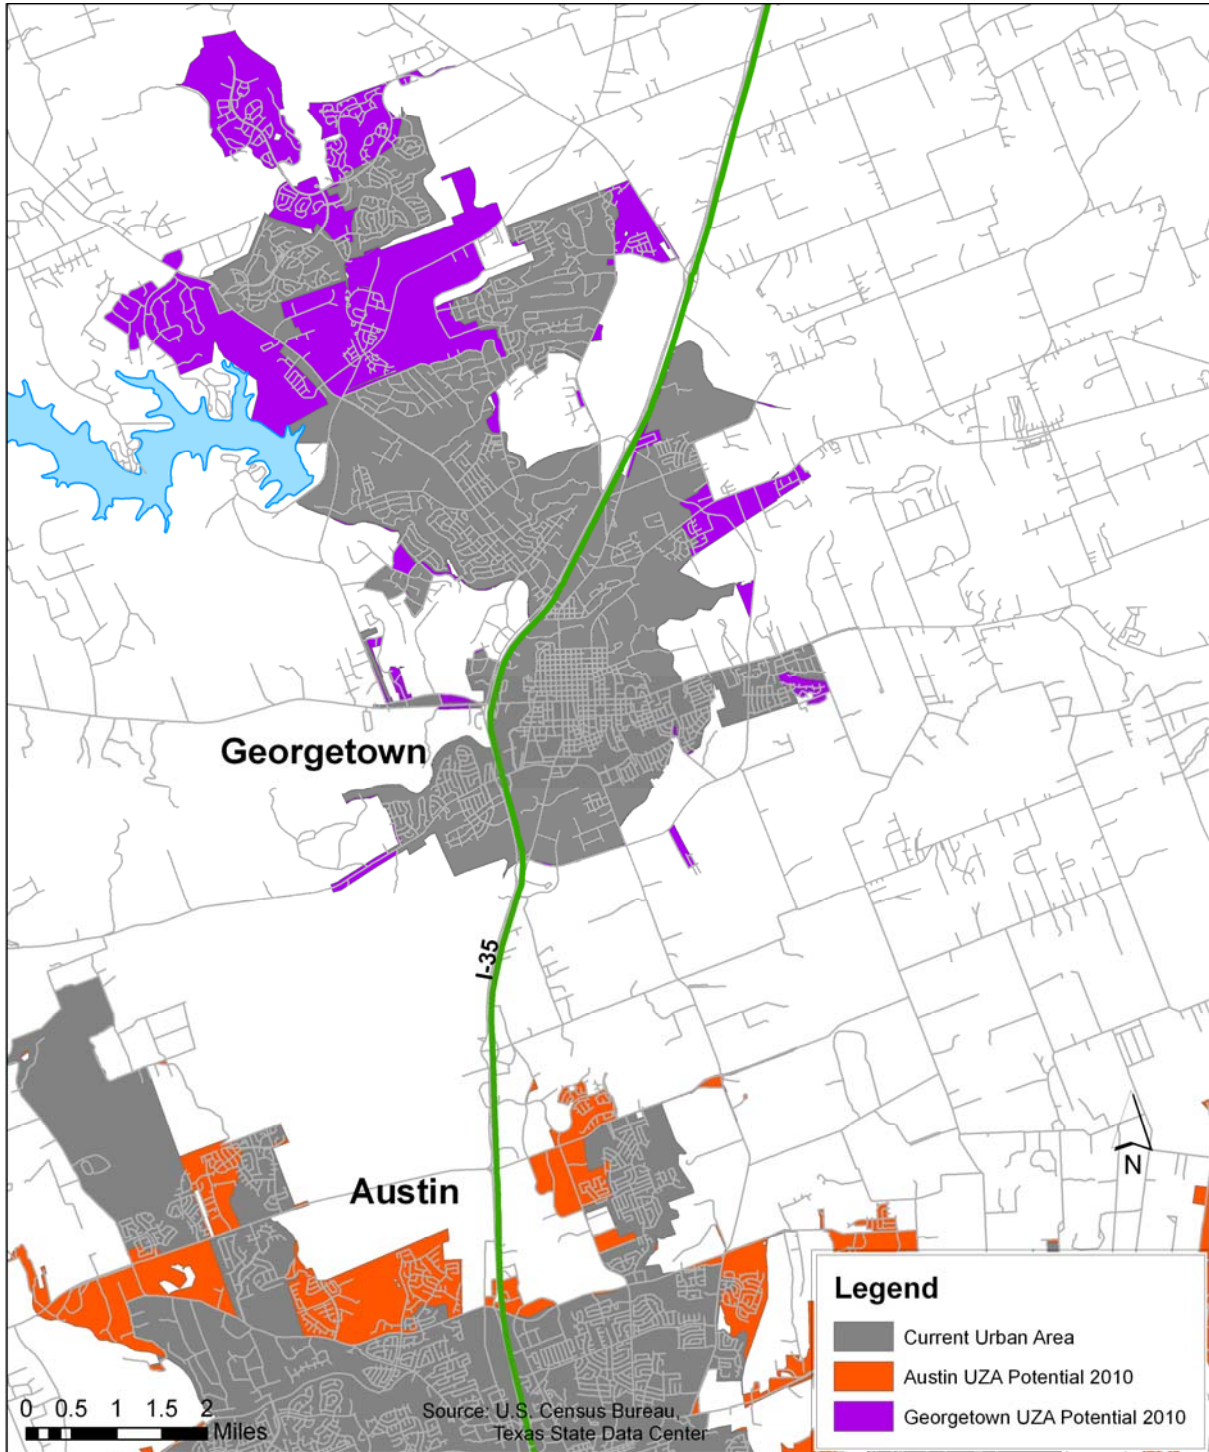 Georgetown
I-35
Austin
N
Legend
Current Urban Area
Austin UZA Potential 2010
Georgetown UZA Potential 2010
0 0.5 1 1.5 2
Miles
Source: U.S. Census Bureau,
Texas State Data Center